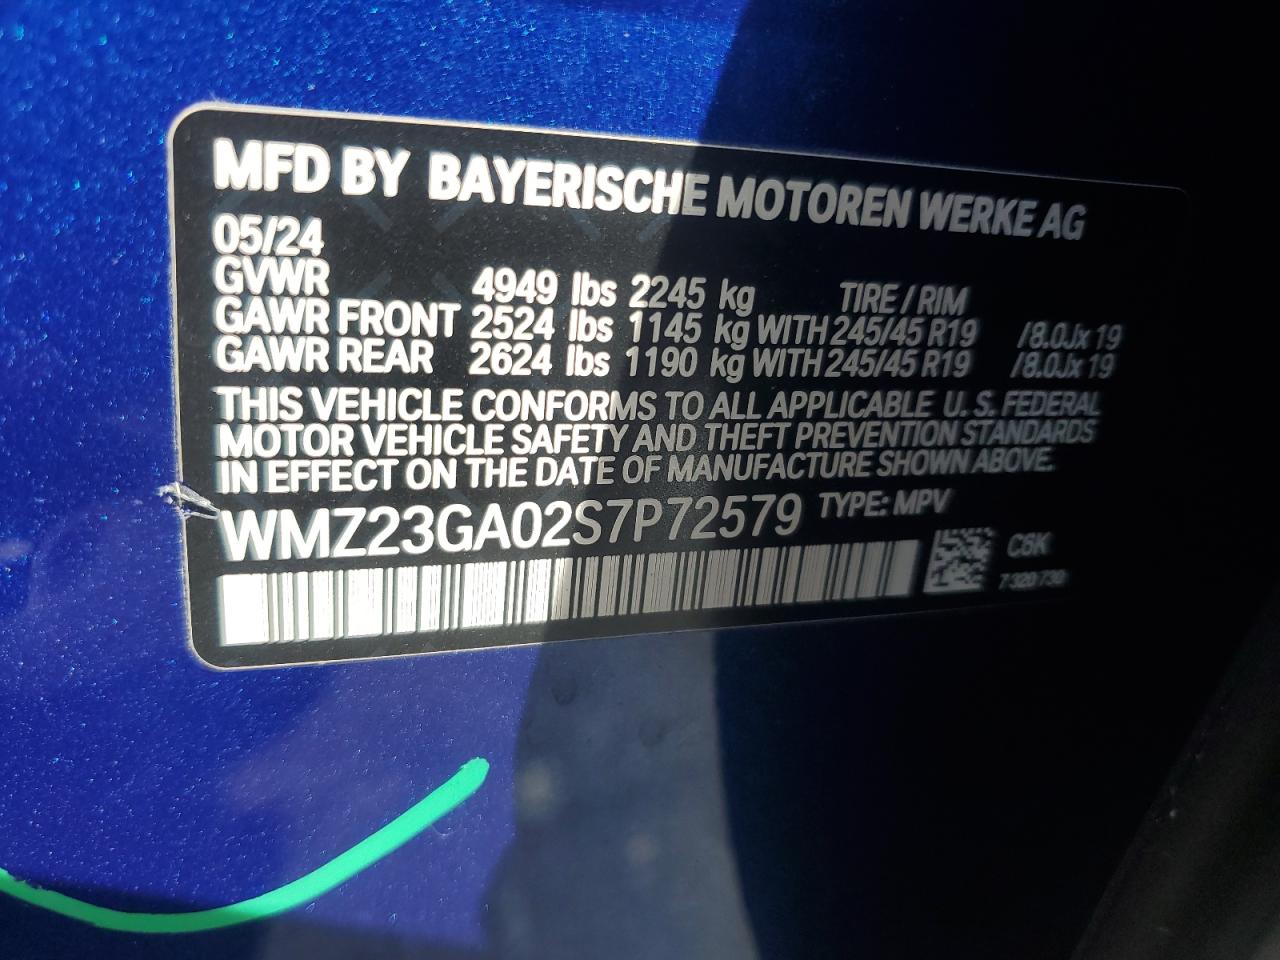 MFD BY BAYERISCHE MOTOREN WERKE AG
05/24
GVWR 4949 lbs 2245 kg TIRE / RIM
GAWR FRONT 2524 lbs 1145 kg WITH 245/45 R19 /8.0Jx 19
GAWR REAR 2624 lbs 1190 kg WITH 245/45 R19 /8.0Jx 19
THIS VEHICLE CONFORMS TO ALL APPLICABLE U.S. FEDERAL
MOTOR VEHICLE SAFETY AND THEFT PREVENTION STANDARDS
IN EFFECT ON THE DATE OF MANUFACTURE SHOWN ABOVE.
WMZ23GA02S7P72579 TYPE: MPV
C6K
7320730